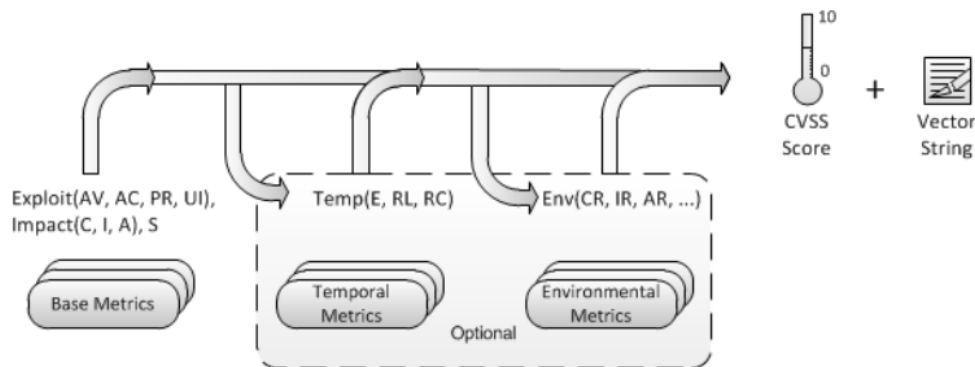 10
0
CVSS
Score
+
Vector
String
Exploit(AV, AC, PR, UI),
Impact(C, I, A), S
Temp(E, RL, RC)
Env(CR, IR, AR, ...)
Base Metrics
Temporal
Metrics
Environmental
Metrics
Optional